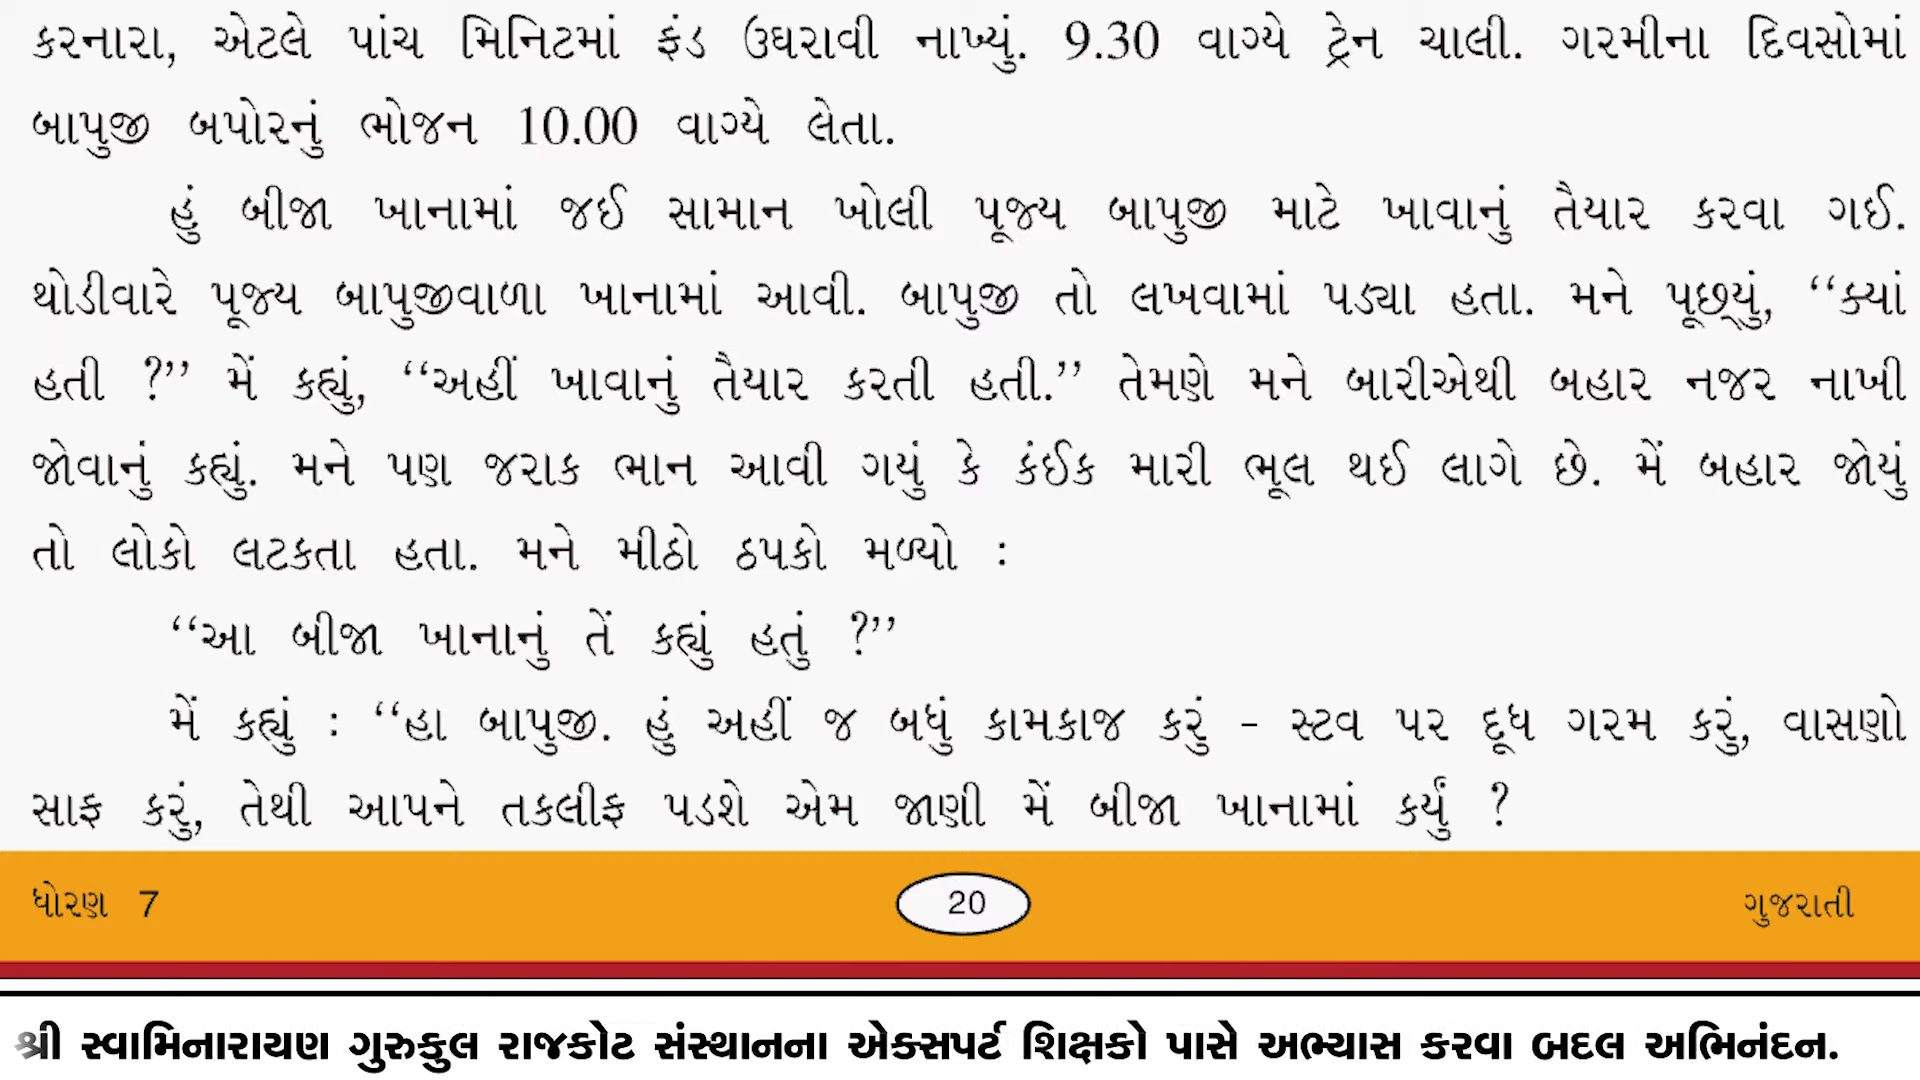 કરનારા, એટલે પાંચ મિનિટમાં ફંડ ઉઘરાવી નાખ્યું. 9.30 વાગ્યે ટ્રેન ચાલી. ગરમીના દિવસોમાં
બાપુજી બપોરનું ભોજન 10.00 વાગ્યે લેતા.
હું બીજા ખાનામાં જઈ સામાન ખોલી પૂજ્ય બાપુજી માટે ખાવાનું તૈયાર કરવા ગઈ.
થોડીવારે પૂજ્ય બાપુજીવાળા ખાનામાં આવી. બાપુજી તો લખવામાં પડ્યા હતા. મને પૂછ્યું, ‘‘ક્યાં
હતી ?’’ મેં કહ્યું, ‘‘અહીં ખાવાનું તૈયાર કરતી હતી.’’ તેમણે મને બારીએથી બહાર નજર નાખી
જોવાનું કહ્યું. મને પણ જરાક ભાન આવી ગયું કે કંઈક મારી ભૂલ થઈ લાગે છે. મેં બહાર જોયું
તો લોકો લટકતા હતા. મને મીઠો ઠપકો મળ્યો :
‘‘આ બીજા ખાનાનું તેં કહ્યું હતું ?’’
મેં કહ્યું : ‘‘હા બાપુજી. હું અહીં જ બધું કામકાજ કરું - સ્ટવ પર દૂધ ગરમ કરું, વાસણો
સાફ કરું, તેથી આપને તકલીફ પડશે એમ જાણી મેં બીજા ખાનામાં કર્યું ?
ધોરણ 7 20 ગુજરાતી
શ્રી સ્વામિનારાયણ ગુરુકુલ રાજકોટ સંસ્થાનના એક્સપર્ટ શિક્ષકો પાસે અભ્યાસ કરવા બદલ અભિનંદન.